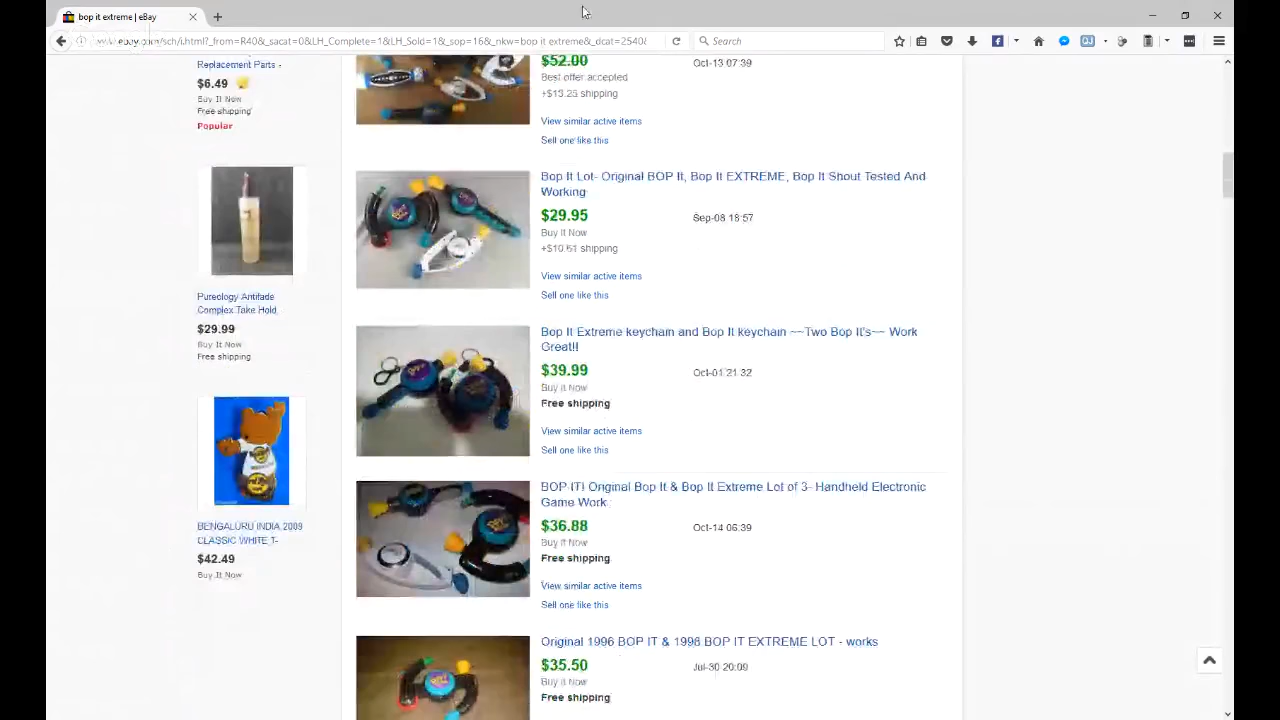 bop it extreme | eBay
www.ebay.com/sch/i.html?_from=R40&_sacat=0&LH_Complete=1&LH_Sold=1&_sop=16&_nkw=bop it extreme&_dcat=2540&
Search
Replacement Parts -
$6.49
Buy It Now
Free shipping
Popular
Pureology Antifade
Complex Take Hold
$29.99
Buy It Now
Free shipping
BENGALURU INDIA 2009
CLASSIC WHITE T-
$42.49
Buy It Now
$52.00
Oct-13 07:39
Best offer accepted
+$13.25 shipping
View similar active items
Sell one like this
Bop It Lot- Original BOP It, Bop It EXTREME, Bop It Shout Tested And
Working
$29.95
Sep-08 18:57
Buy It Now
+$10.51 shipping
View similar active items
Sell one like this
Bop It Extreme keychain and Bop It keychain ~~Two Bop It's~~ Work
Great!!
$39.99
Oct-01 21:32
Buy It Now
Free shipping
View similar active items
Sell one like this
BOP IT! Original Bop It & Bop It Extreme Lot of 3- Handheld Electronic
Game Work
$36.88
Oct-14 06:39
Buy It Now
Free shipping
View similar active items
Sell one like this
Original 1996 BOP IT & 1996 BOP IT EXTREME LOT - works
$35.50
Jul-30 20:09
Buy It Now
Free shipping